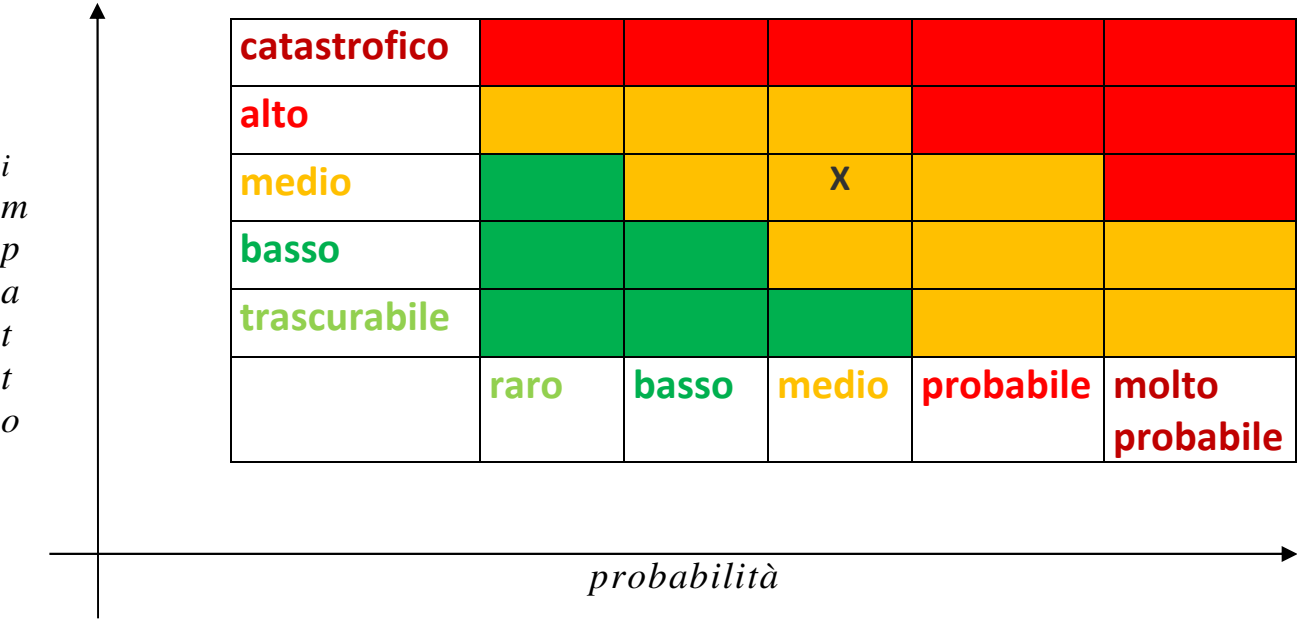 i
m
p
a
t
t
o
catastrofico
alto
medio X
basso
trascurabile
raro basso medio probabile molto
probabile
probabilità